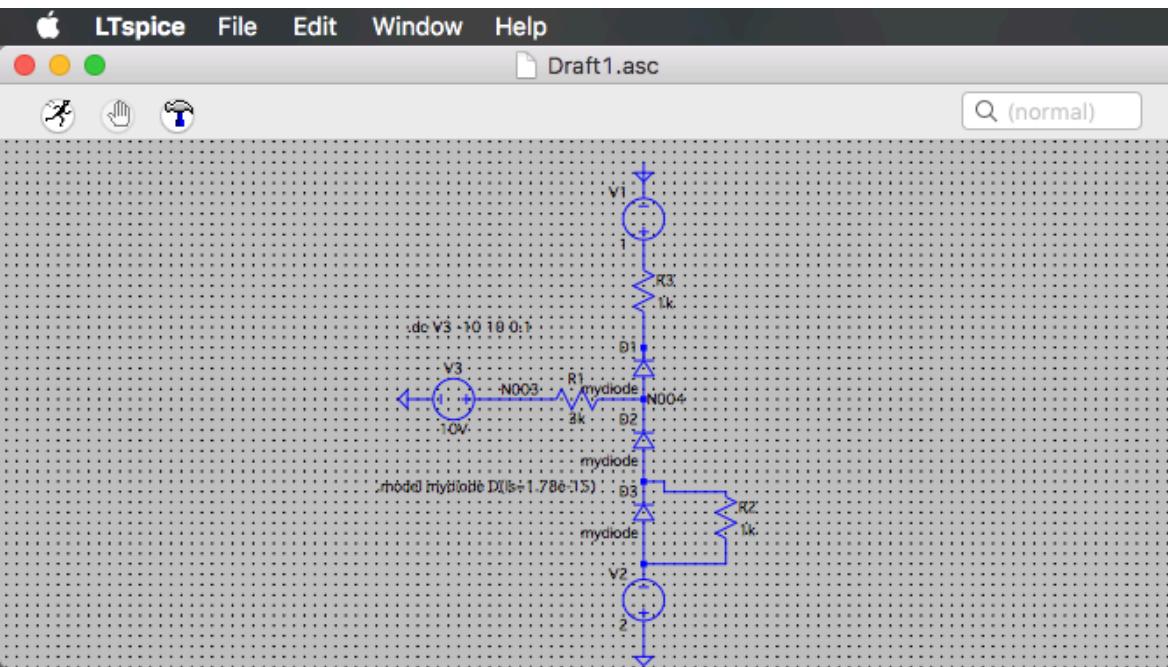 LTspice File Edit Window Help
Draft1.asc
(normal)
V1
1
R3
1k
.dc V3 -10 10 0.1
D1
V3
N003
R1
mydiode
N004
10V
3k
D2
mydiode
.model mydiode D(Is=1.78e-15)
D3
R2
mydiode
1k
V2
2